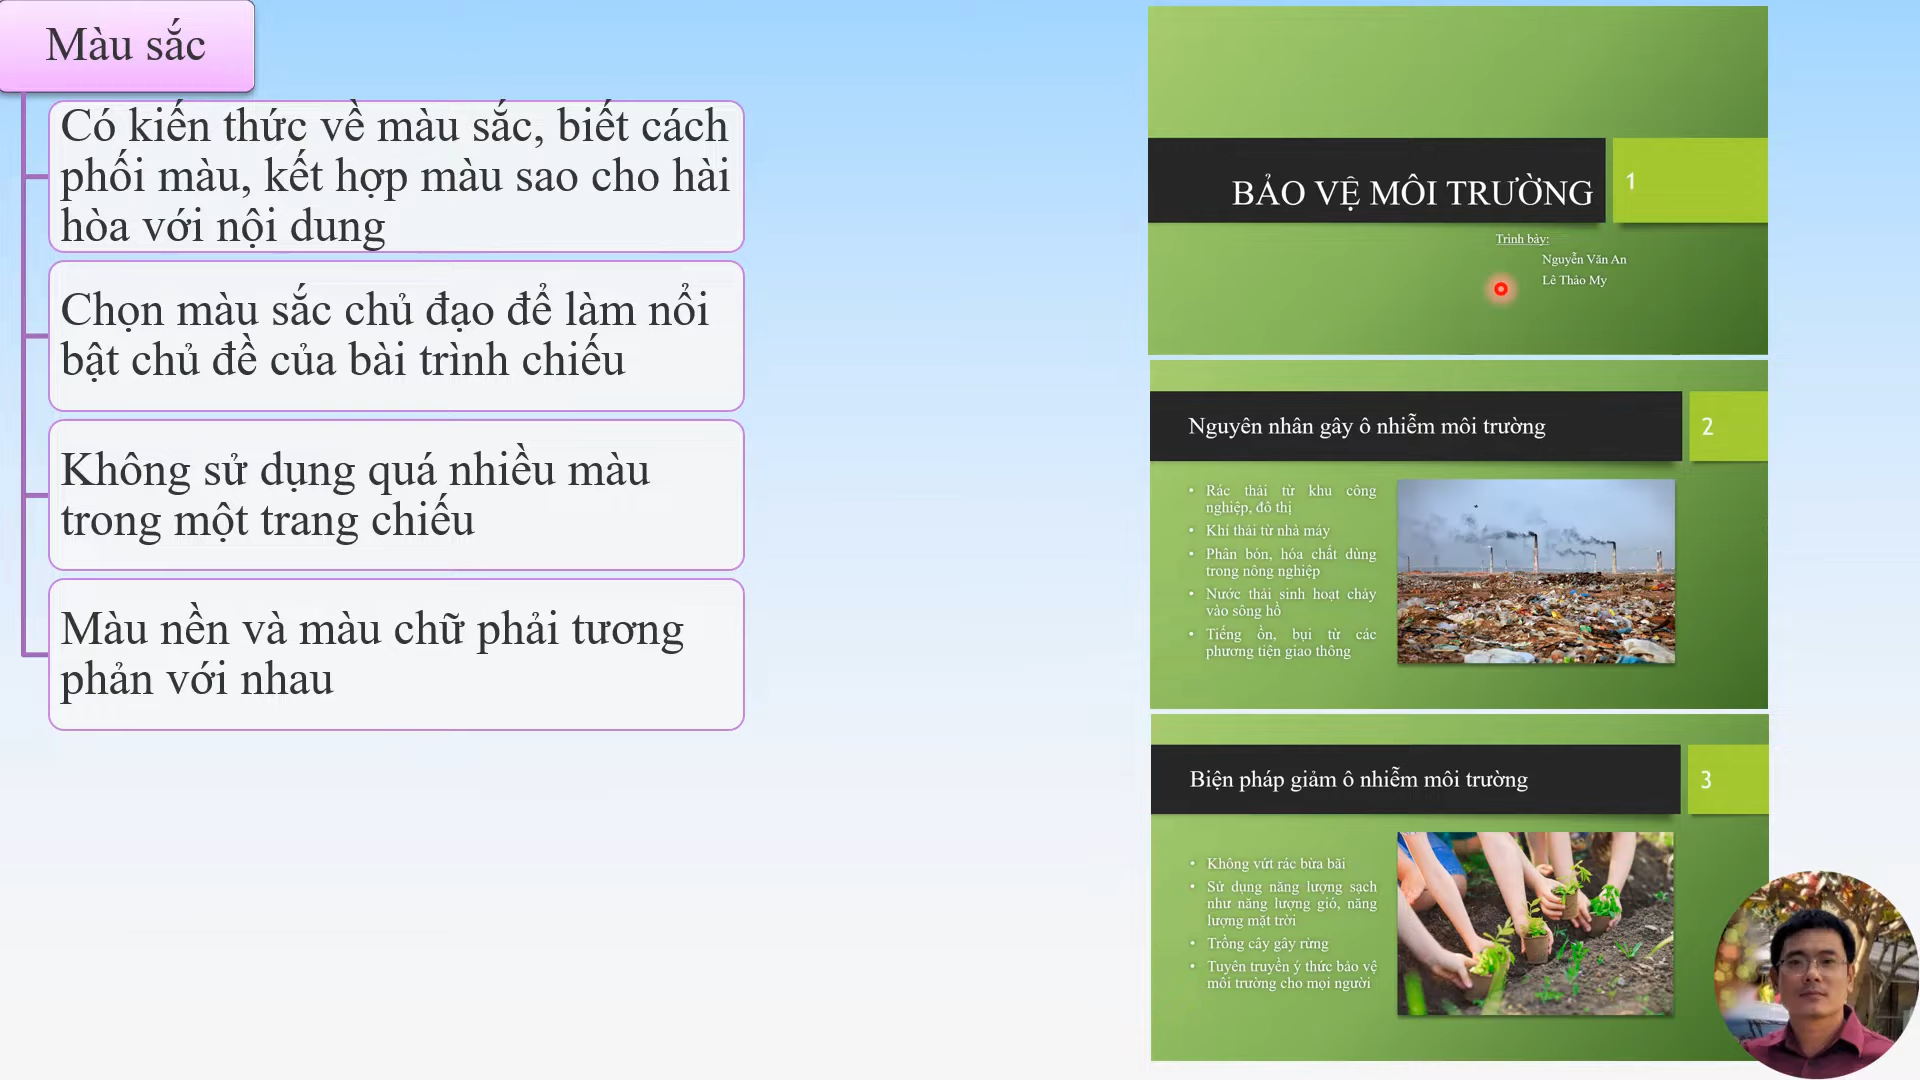 Màu sắc
Có kiến thức về màu sắc, biết cách
phối màu, kết hợp màu sao cho hài
hòa với nội dung
Chọn màu sắc chủ đạo để làm nổi
bật chủ đề của bài trình chiếu
Không sử dụng quá nhiều màu
trong một trang chiếu
Màu nền và màu chữ phải tương
phản với nhau
BẢO VỆ MÔI TRƯỜNG
1
Trình bày:
Nguyễn Văn An
Lê Thảo My
Nguyên nhân gây ô nhiễm môi trường
2
• Rác thải từ khu công
nghiệp, đô thị
• Khí thải từ nhà máy
• Phân bón, hóa chất dùng
trong nông nghiệp
• Nước thải sinh hoạt chảy
vào sông hồ
• Tiếng ồn, bụi từ các
phương tiện giao thông
Biện pháp giảm ô nhiễm môi trường
3
• Không vứt rác bừa bãi
• Sử dụng năng lượng sạch
như năng lượng gió, năng
lượng mặt trời
• Trồng cây gây rừng
• Tuyên truyền ý thức bảo vệ
môi trường cho mọi người